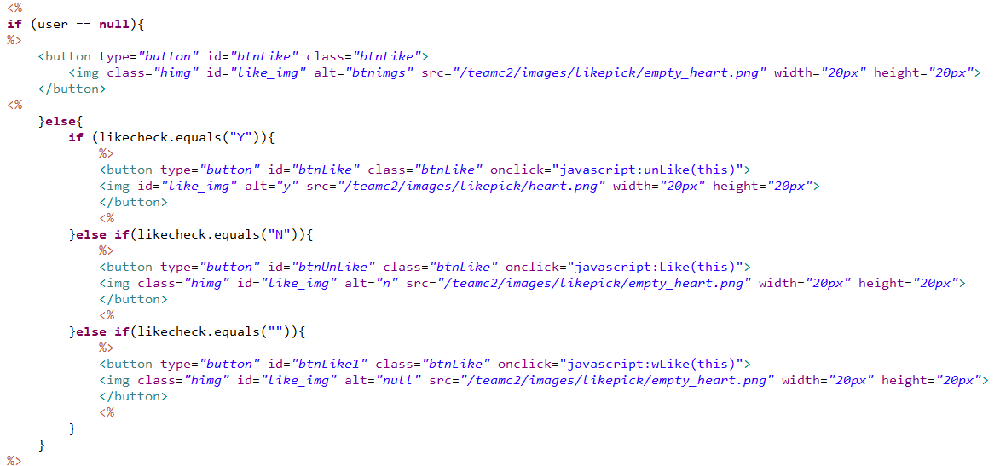 <%
if (user == null){
%>
    <button type="button" id="btnLike" class="btnLike">
        <img class="himg" id="like_img" alt="btnimgs" src="/teamc2/images/likepick/empty_heart.png" width="20px" height="20px">
    </button>
<%
    }else{
        if (likecheck.equals("Y")){
            %>
            <button type="button" id="btnLike" class="btnLike" onclick="javascript:unLike(this)">
            <img id="like_img" alt="y" src="/teamc2/images/likepick/heart.png" width="20px" height="20px">
            </button>
            <%
        }else if(likecheck.equals("N")){
            %>
            <button type="button" id="btnUnLike" class="btnLike" onclick="javascript:Like(this)">
            <img class="himg" id="like_img" alt="n" src="/teamc2/images/likepick/empty_heart.png" width="20px" height="20px">
            </button>
            <%
        }else if(likecheck.equals("")){
            %>
            <button type="button" id="btnLike1" class="btnLike" onclick="javascript:wLike(this)">
            <img class="himg" id="like_img" alt="null" src="/teamc2/images/likepick/empty_heart.png" width="20px" height="20px">
            </button>
            <%
        }
    }
%>